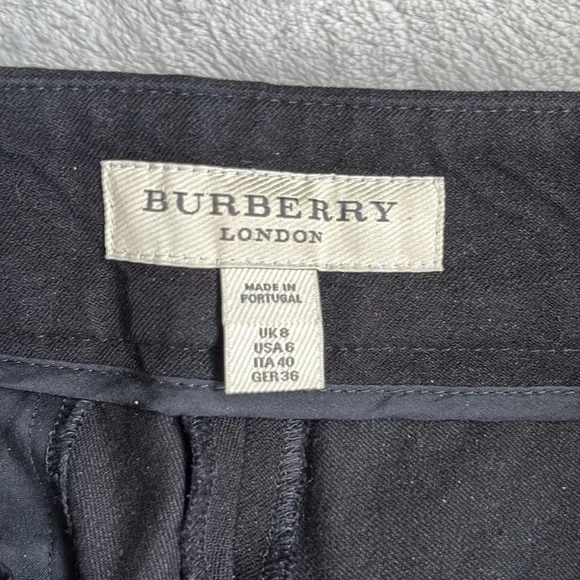 BURBERRY
LONDON
MADE IN
PORTUGAL
UK 8
USA 6
ITA 40
GER 36